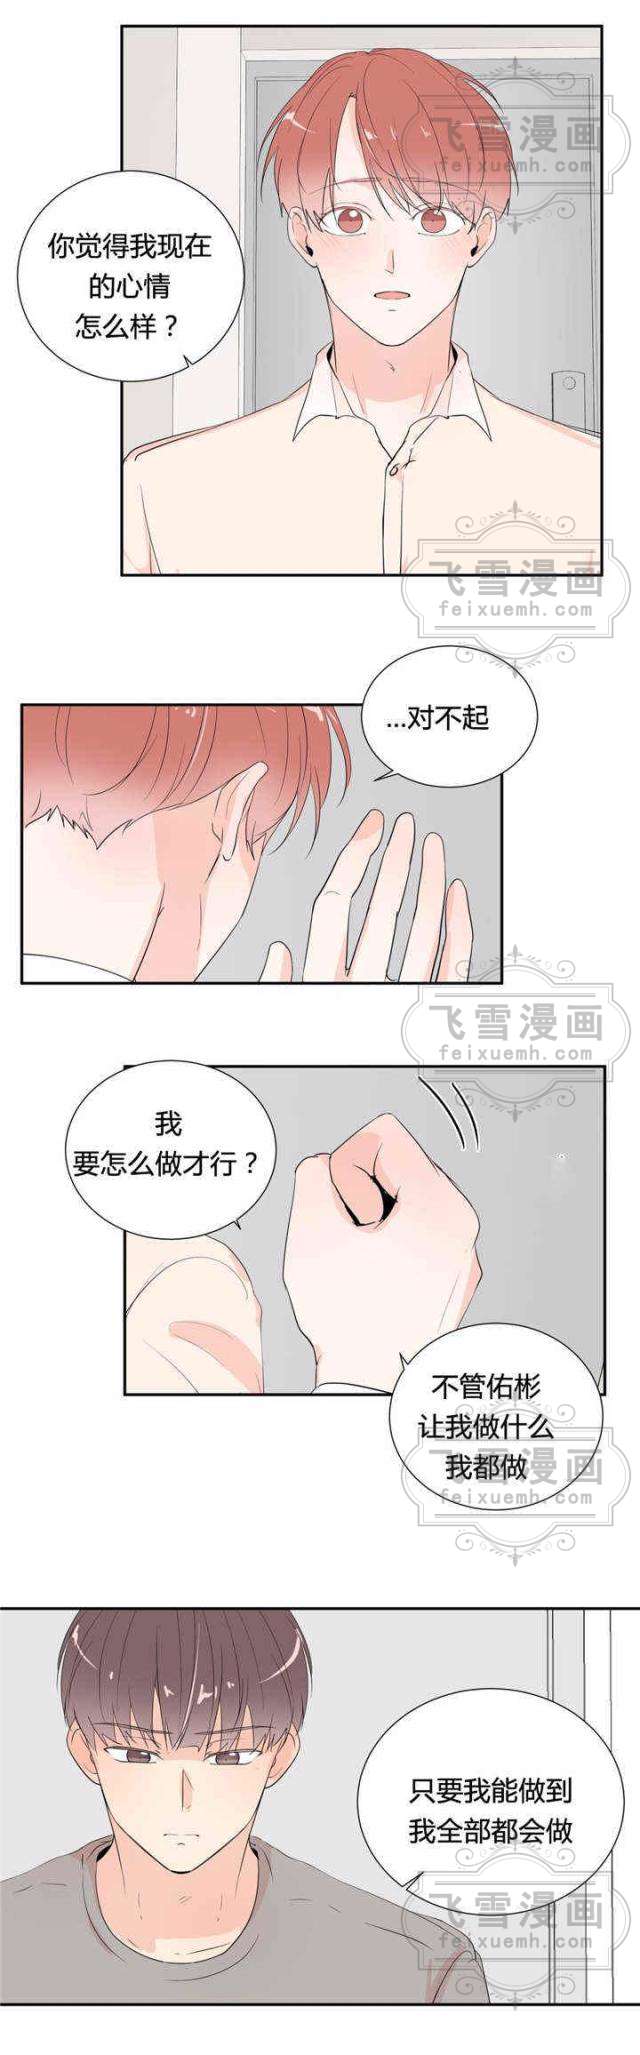 飞雪漫画
feixuemh.com
你觉得我现在
的心情
怎么样？
飞雪漫画
feixuemh.com
...对不起
飞雪漫画
feixuemh.com
我
要怎么做才行？
不管佑彬
让我做什么
我都做
飞雪漫画
feixuemh.com
只要我能做到
我全部都会做
飞雪漫画
feixuemh.com